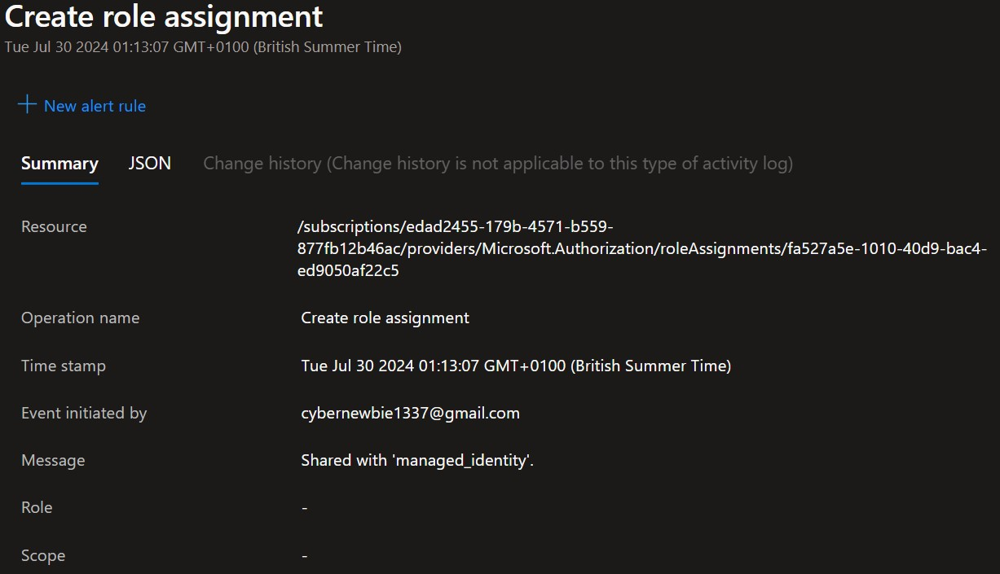 Create role assignment
Tue Jul 30 2024 01:13:07 GMT+0100 (British Summer Time)
New alert rule
Summary JSON Change history (Change history is not applicable to this type of activity log)
Resource /subscriptions/edad2455-179b-4571-b559-
877fb12b46ac/providers/Microsoft.Authorization/roleAssignments/fa527a5e-1010-40d9-bac4-
ed9050af22c5
Operation name Create role assignment
Time stamp Tue Jul 30 2024 01:13:07 GMT+0100 (British Summer Time)
Event initiated by cybernewbie1337@gmail.com
Message Shared with 'managed_identity'.
Role -
Scope -